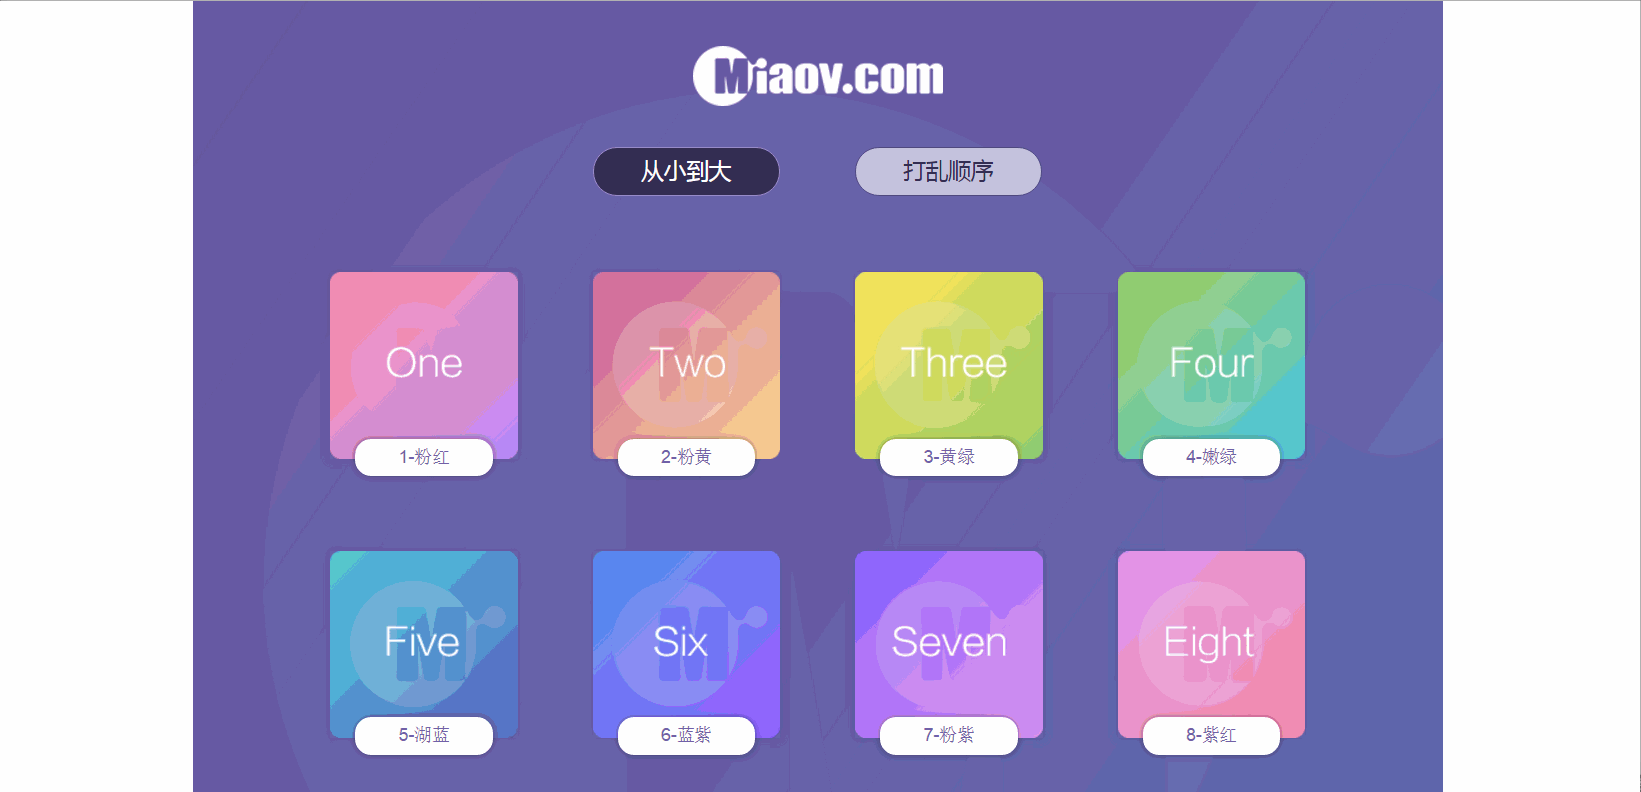 Miaov.com
从小到大
打乱顺序
One
Two
Three
Four
1-粉红
2-粉黄
3-黄绿
4-嫩绿
Five
Six
Seven
Eight
5-湖蓝
6-蓝紫
7-粉紫
8-紫红